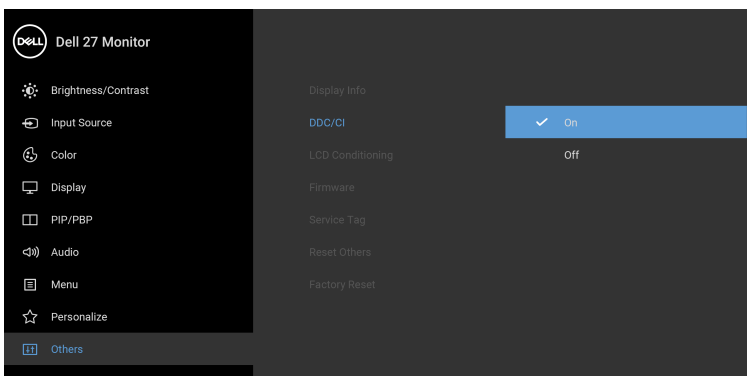 DELL
Dell 27 Monitor
Brightness/Contrast
Input Source
Color
Display
PIP/PBP
Audio
Menu
Personalize
Others
Display Info
DDC/CI
LCD Conditioning
Firmware
Service Tag
Reset Others
Factory Reset
On
Off